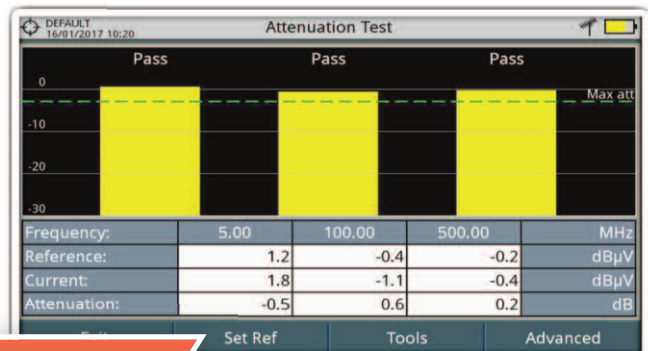 DEFAULT
16/01/2017 10:20
Attenuation Test
Pass Pass Pass
0
Max att
-10
-20
-30
Frequency: 5.00 100.00 500.00 MHz
Reference: 1.2 -0.4 -0.2 dBµV
Current: 1.8 -1.1 -0.4 dBµV
Attenuation: -0.5 0.6 0.2 dB
Set Ref Tools Advanced